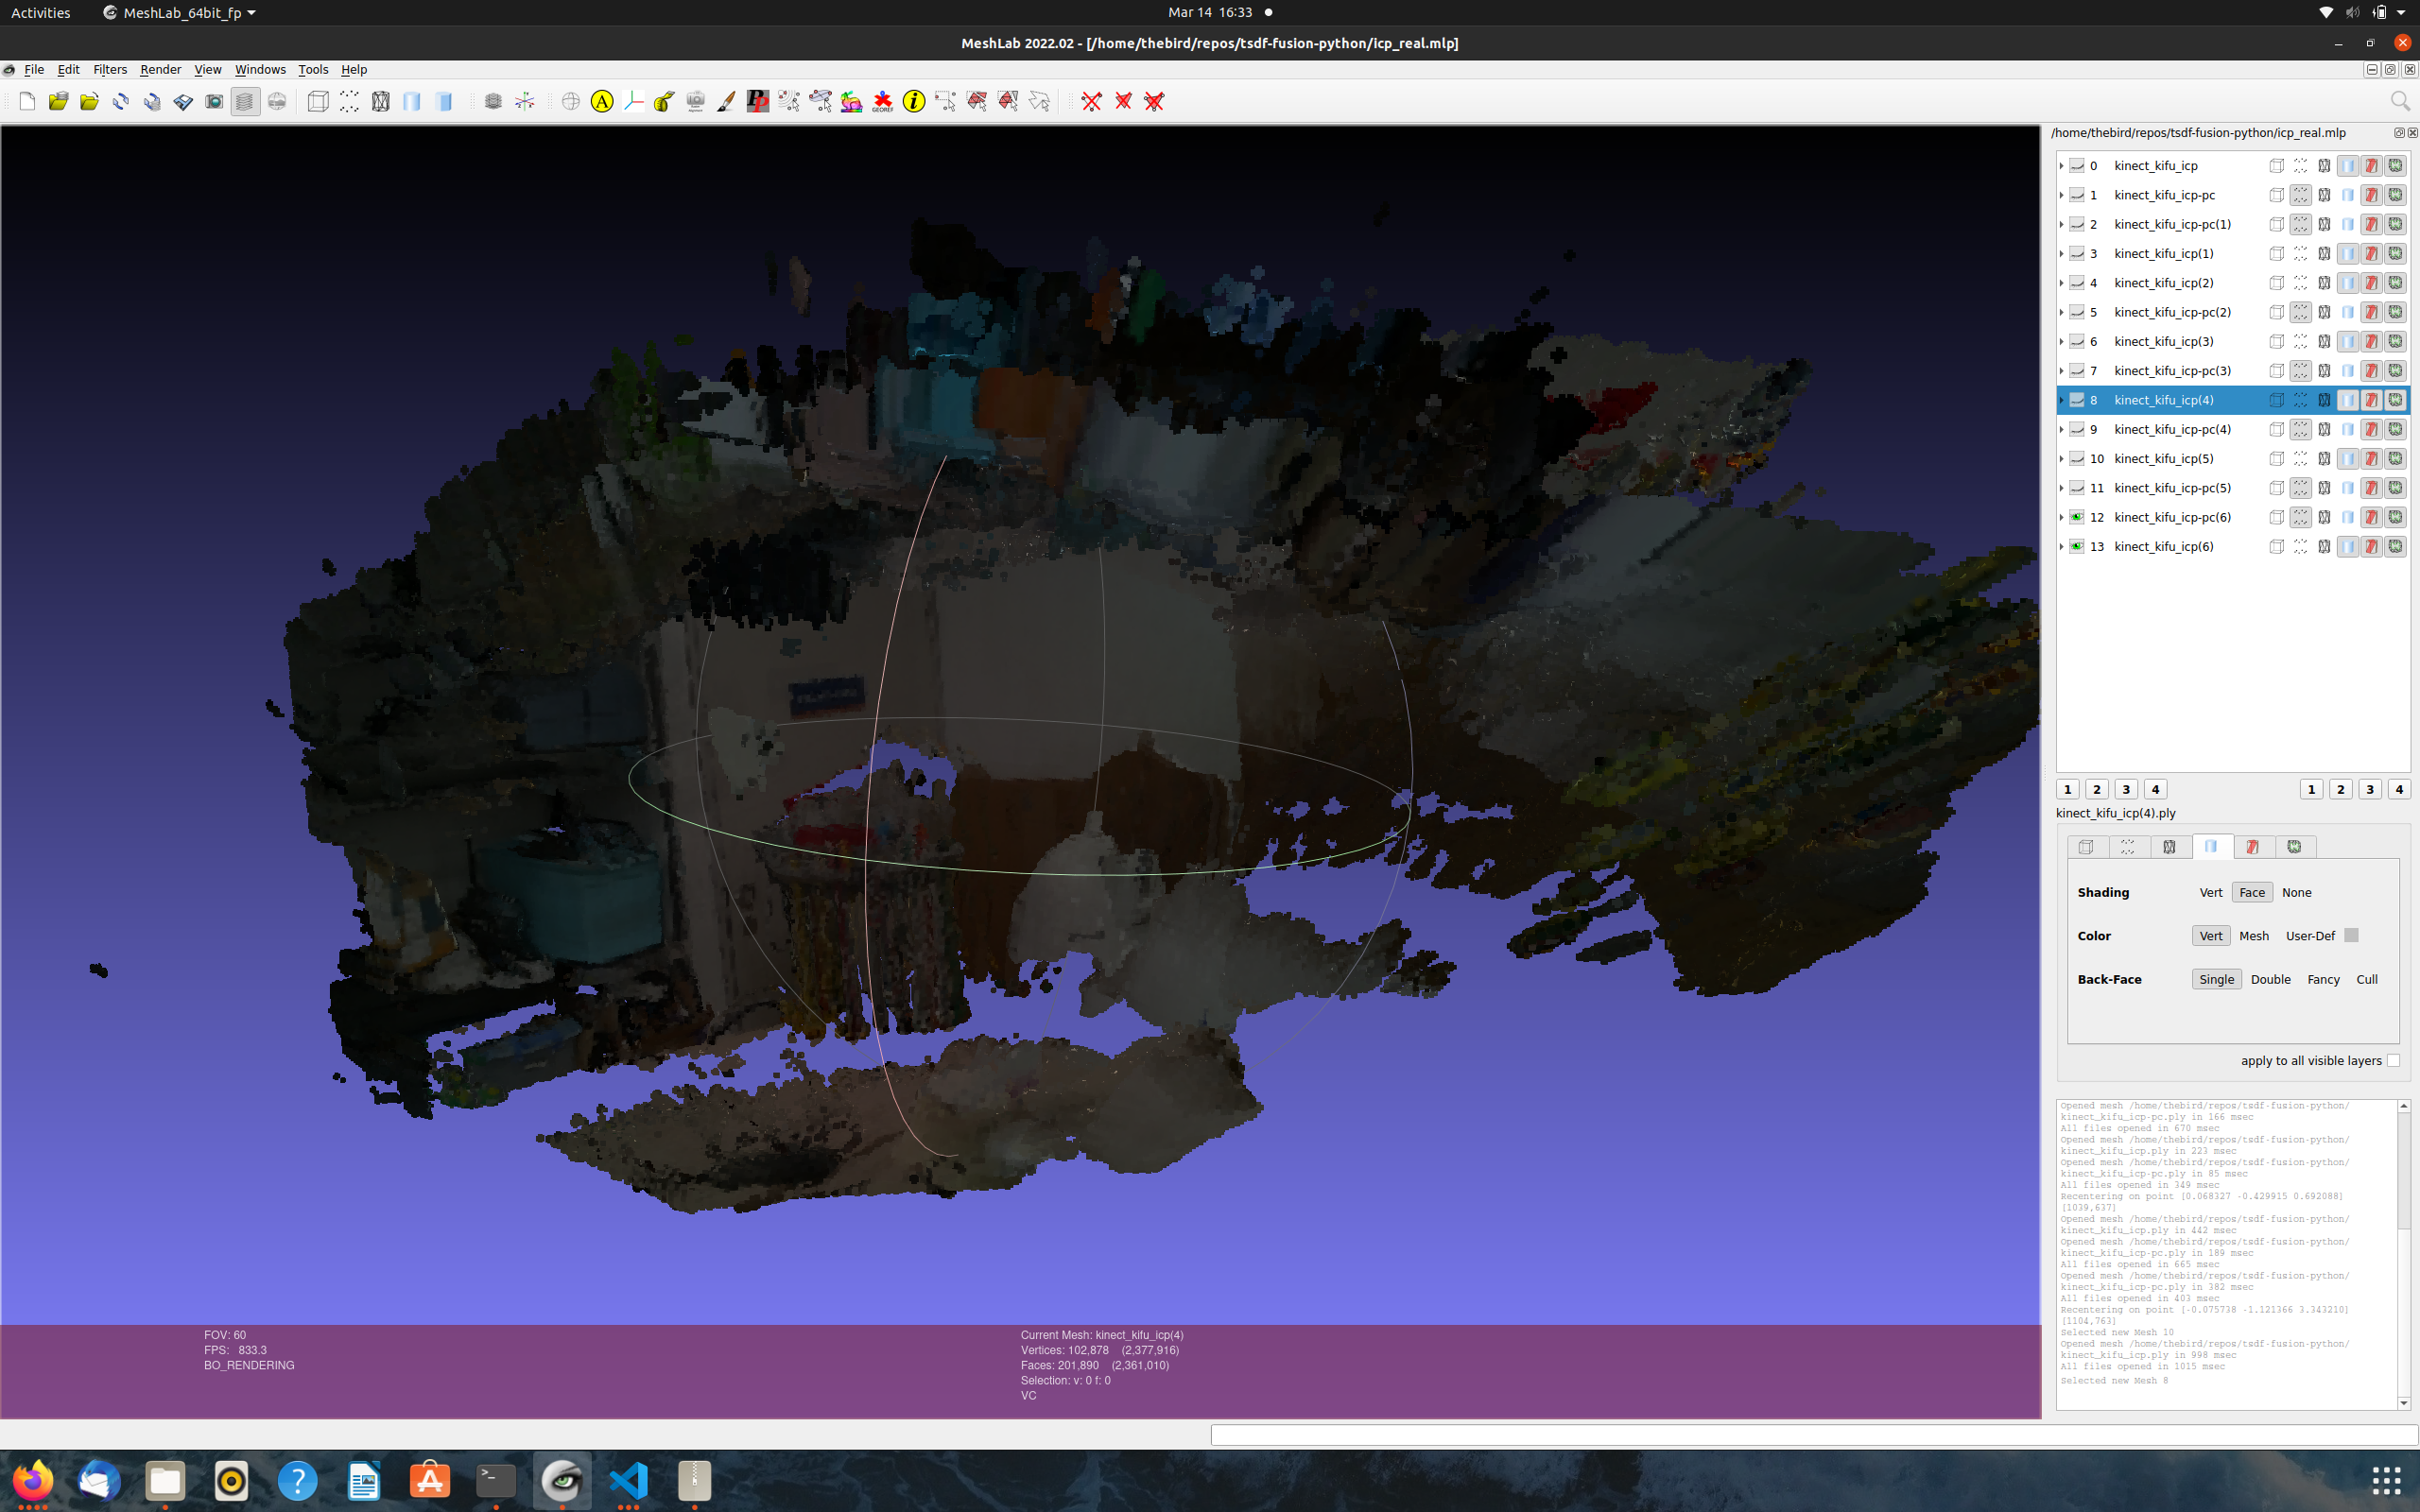 Activities MeshLab_64bit_fp Mar 14 16:33
MeshLab 2022.02 - [/home/thebird/repos/tsdf-fusion-python/icp_real.mlp]
File Edit Filters Render View Windows Tools Help
A
GEOREF
/home/thebird/repos/tsdf-fusion-python/icp_real.mlp
0 kinect_kifu_icp
1 kinect_kifu_icp-pc
2 kinect_kifu_icp-pc(1)
3 kinect_kifu_icp(1)
4 kinect_kifu_icp(2)
5 kinect_kifu_icp-pc(2)
6 kinect_kifu_icp(3)
7 kinect_kifu_icp-pc(3)
8 kinect_kifu_icp(4)
9 kinect_kifu_icp-pc(4)
10 kinect_kifu_icp(5)
11 kinect_kifu_icp-pc(5)
12 kinect_kifu_icp-pc(6)
13 kinect_kifu_icp(6)
1 2 3 4 1 2 3 4
kinect_kifu_icp(4).ply
Shading Vert Face None
Color Vert Mesh User-Def
Back-Face Single Double Fancy Cull
apply to all visible layers
Opened mesh /home/thebird/repos/tsdf-fusion-python/
kinect_kifu_icp-pc.ply in 166 msec
All files opened in 670 msec
Opened mesh /home/thebird/repos/tsdf-fusion-python/
kinect_kifu_icp.ply in 223 msec
Opened mesh /home/thebird/repos/tsdf-fusion-python/
kinect_kifu_icp-pc.ply in 85 msec
All files opened in 349 msec
Recentering on point [0.068327 -0.429915 0.692088]
[1039,637]
Opened mesh /home/thebird/repos/tsdf-fusion-python/
kinect_kifu_icp.ply in 442 msec
Opened mesh /home/thebird/repos/tsdf-fusion-python/
kinect_kifu_icp-pc.ply in 189 msec
All files opened in 665 msec
Opened mesh /home/thebird/repos/tsdf-fusion-python/
kinect_kifu_icp-pc.ply in 382 msec
All files opened in 403 msec
Recentering on point [-0.075738 -1.121366 3.343210]
[1104,763]
Selected new Mesh 10
Opened mesh /home/thebird/repos/tsdf-fusion-python/
kinect_kifu_icp.ply in 998 msec
All files opened in 1015 msec
Selected new Mesh 8
FOV: 60
FPS: 833.3
BO_RENDERING
Current Mesh: kinect_kifu_icp(4)
Vertices: 102,878 (2,377,916)
Faces: 201,890 (2,361,010)
Selection: v: 0 f: 0
VC